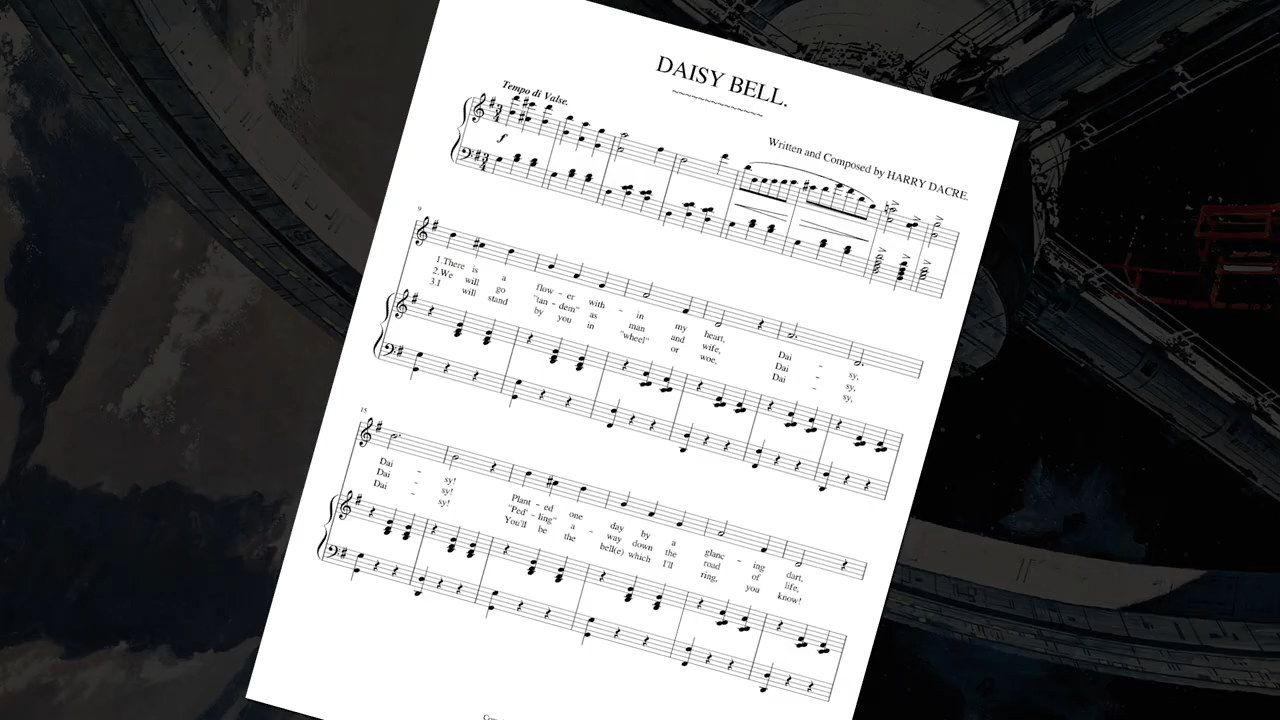 DAISY BELL.
Written and Composed by HARRY DACRE.
Tempo di Valse.
f
9
1.There is a flow - er with - in my heart, Dai - sy,
2.We will go "tan - dem" as man and wife, Dai - sy,
3.I will stand by you in "wheel" or woe, Dai - sy,
15
Dai - sy! Plant - ed one day by a glanc - ing dart,
Dai - sy! "Ped' - ling" a - way down the road of life,
Dai - sy! You'll be the bell(e) which I'll ring, you know!